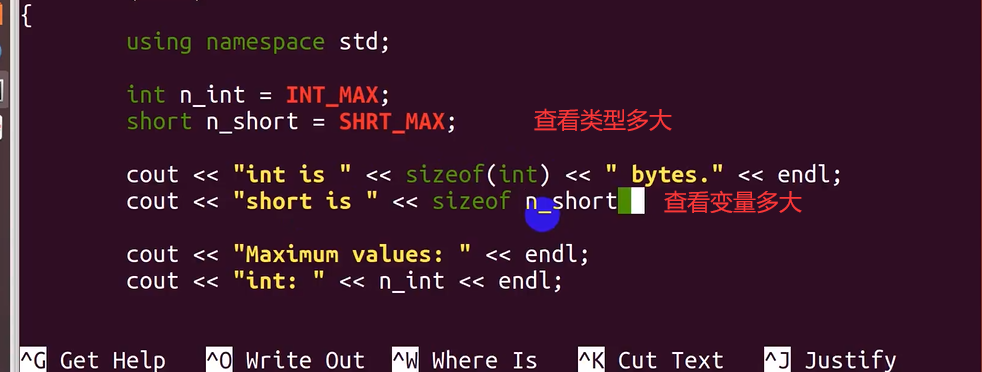 {
using namespace std;
int n_int = INT_MAX;
short n_short = SHRT_MAX; 查看类型多大
cout << "int is " << sizeof(int) << " bytes." << endl;
cout << "short is " << sizeof n_short 查看变量多大
cout << "Maximum values: " << endl;
cout << "int: " << n_int << endl;
^G Get Help ^O Write Out ^W Where Is ^K Cut Text ^J Justify